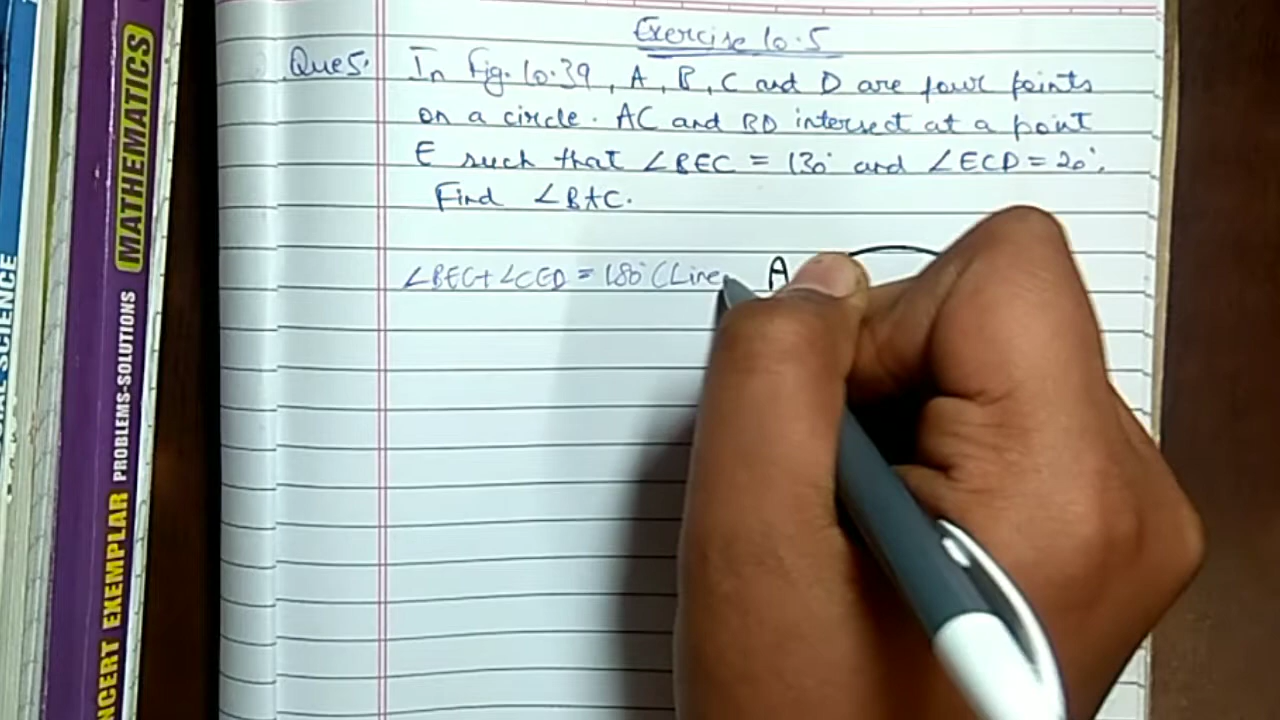 Exercise 10.5
Que5. In Fig. 10.39, A, B, C and D are four points
on a circle. AC and BD intersect at a point
E such that ∠BEC = 130° and ∠ECD = 20°.
Find ∠BAC.
∠BEC+∠CED = 180° (Line
A
MATHEMATICS
PROBLEMS-SOLUTIONS
NCERT EXEMPLAR
SCIENCE